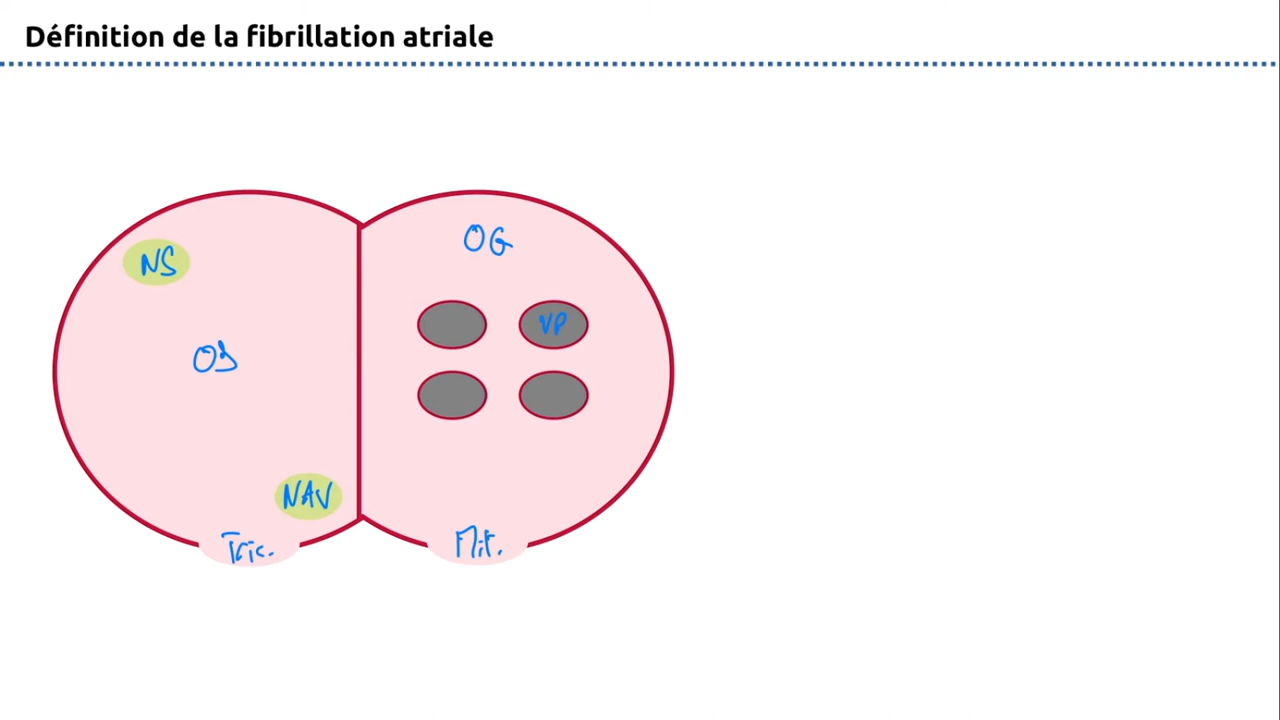 Définition de la fibrillation atriale
OG
NS
VP
OD
NAV
Tric.
Mit.